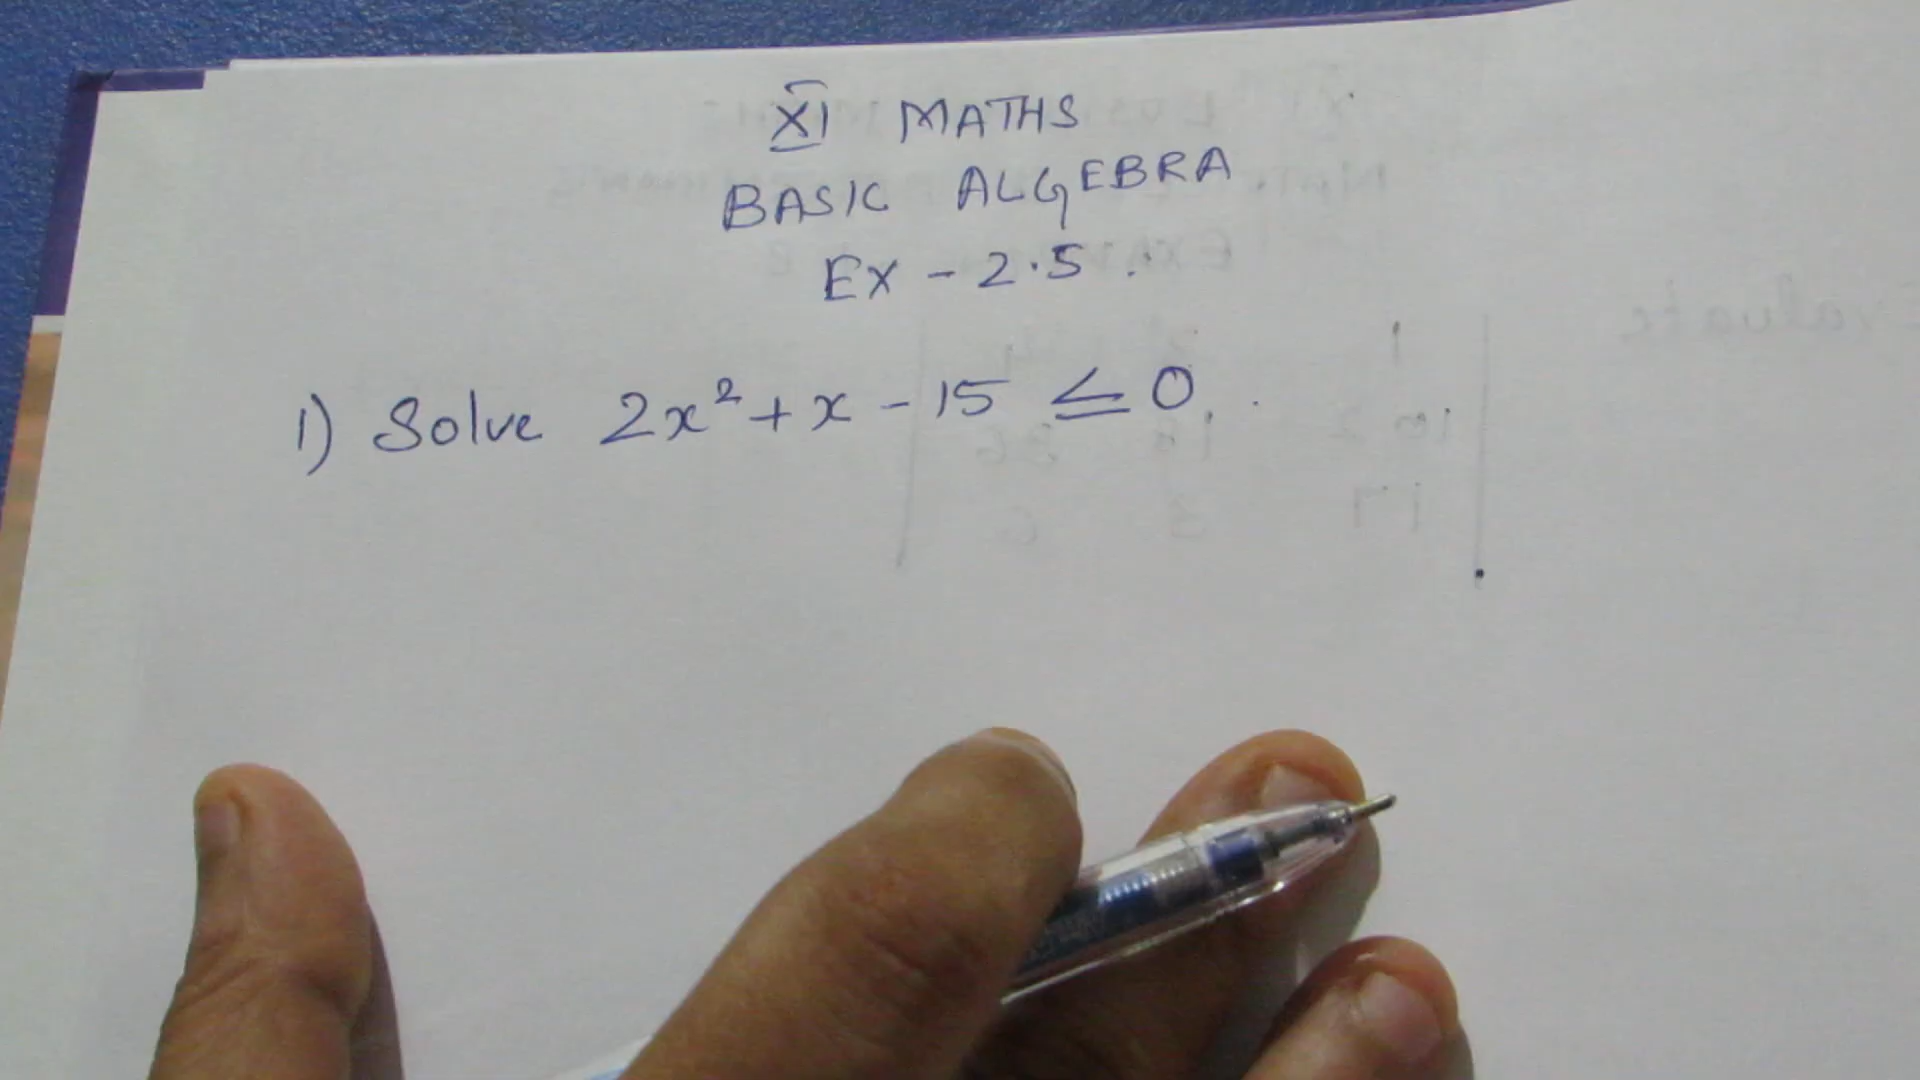 XI MATHS
BASIC ALGEBRA
EX - 2.5.
1) Solve 2x² + x - 15 ≤ 0.